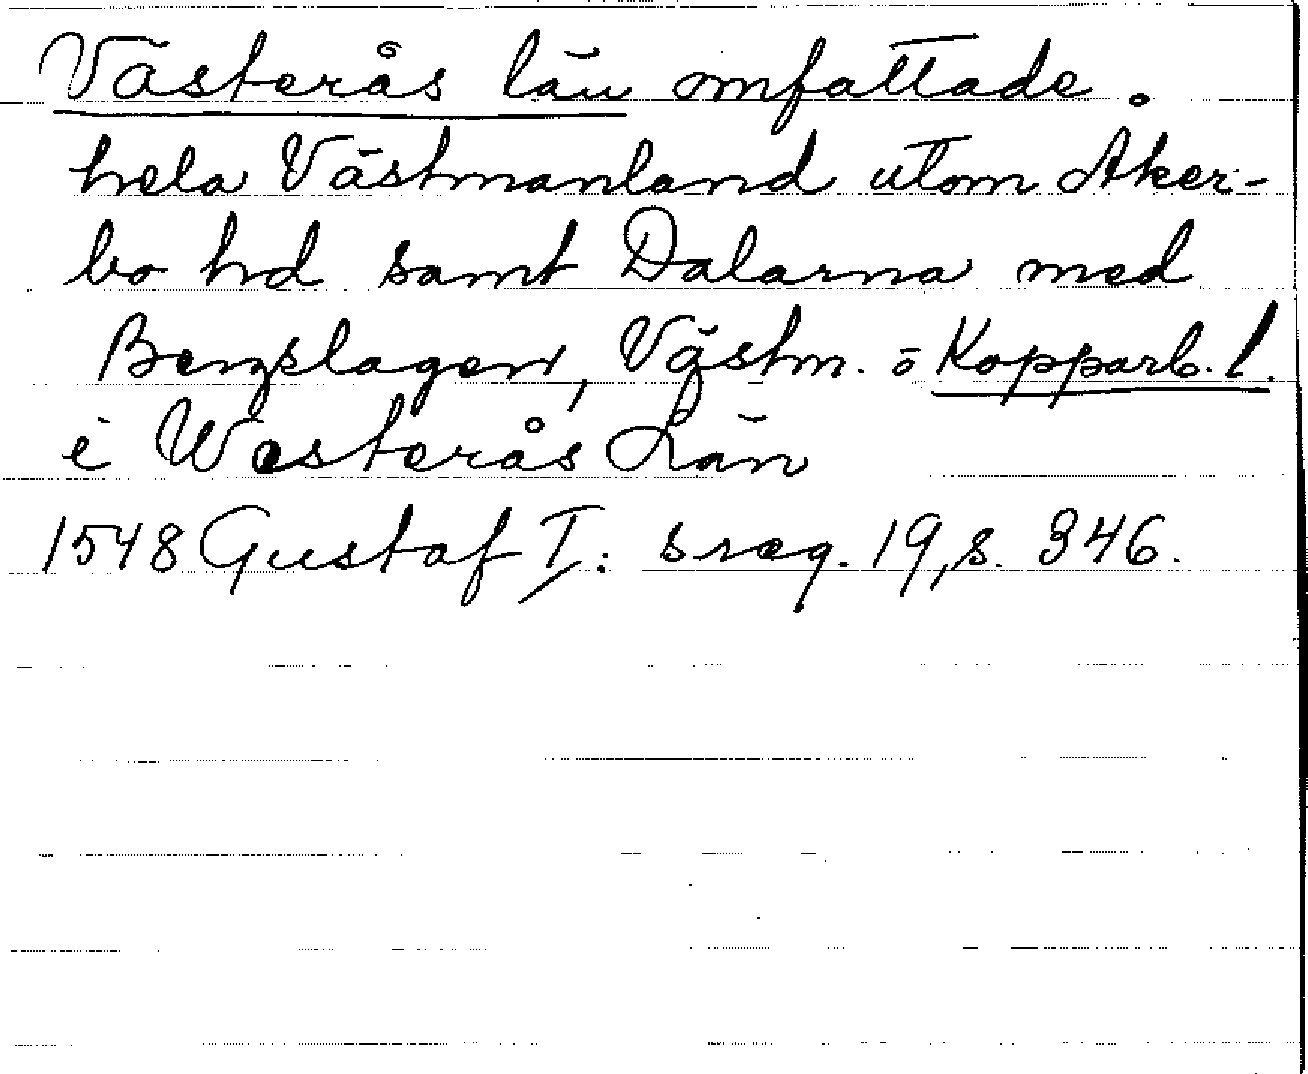 Västerås län omfattade.
hela Västmanland utom Åker-
bo hd samt Dalarna med
Bergslagen, Västm. o Kopparb. l.
i Westerås Län
1548 Gustaf I: s reg. 19, s. 346.